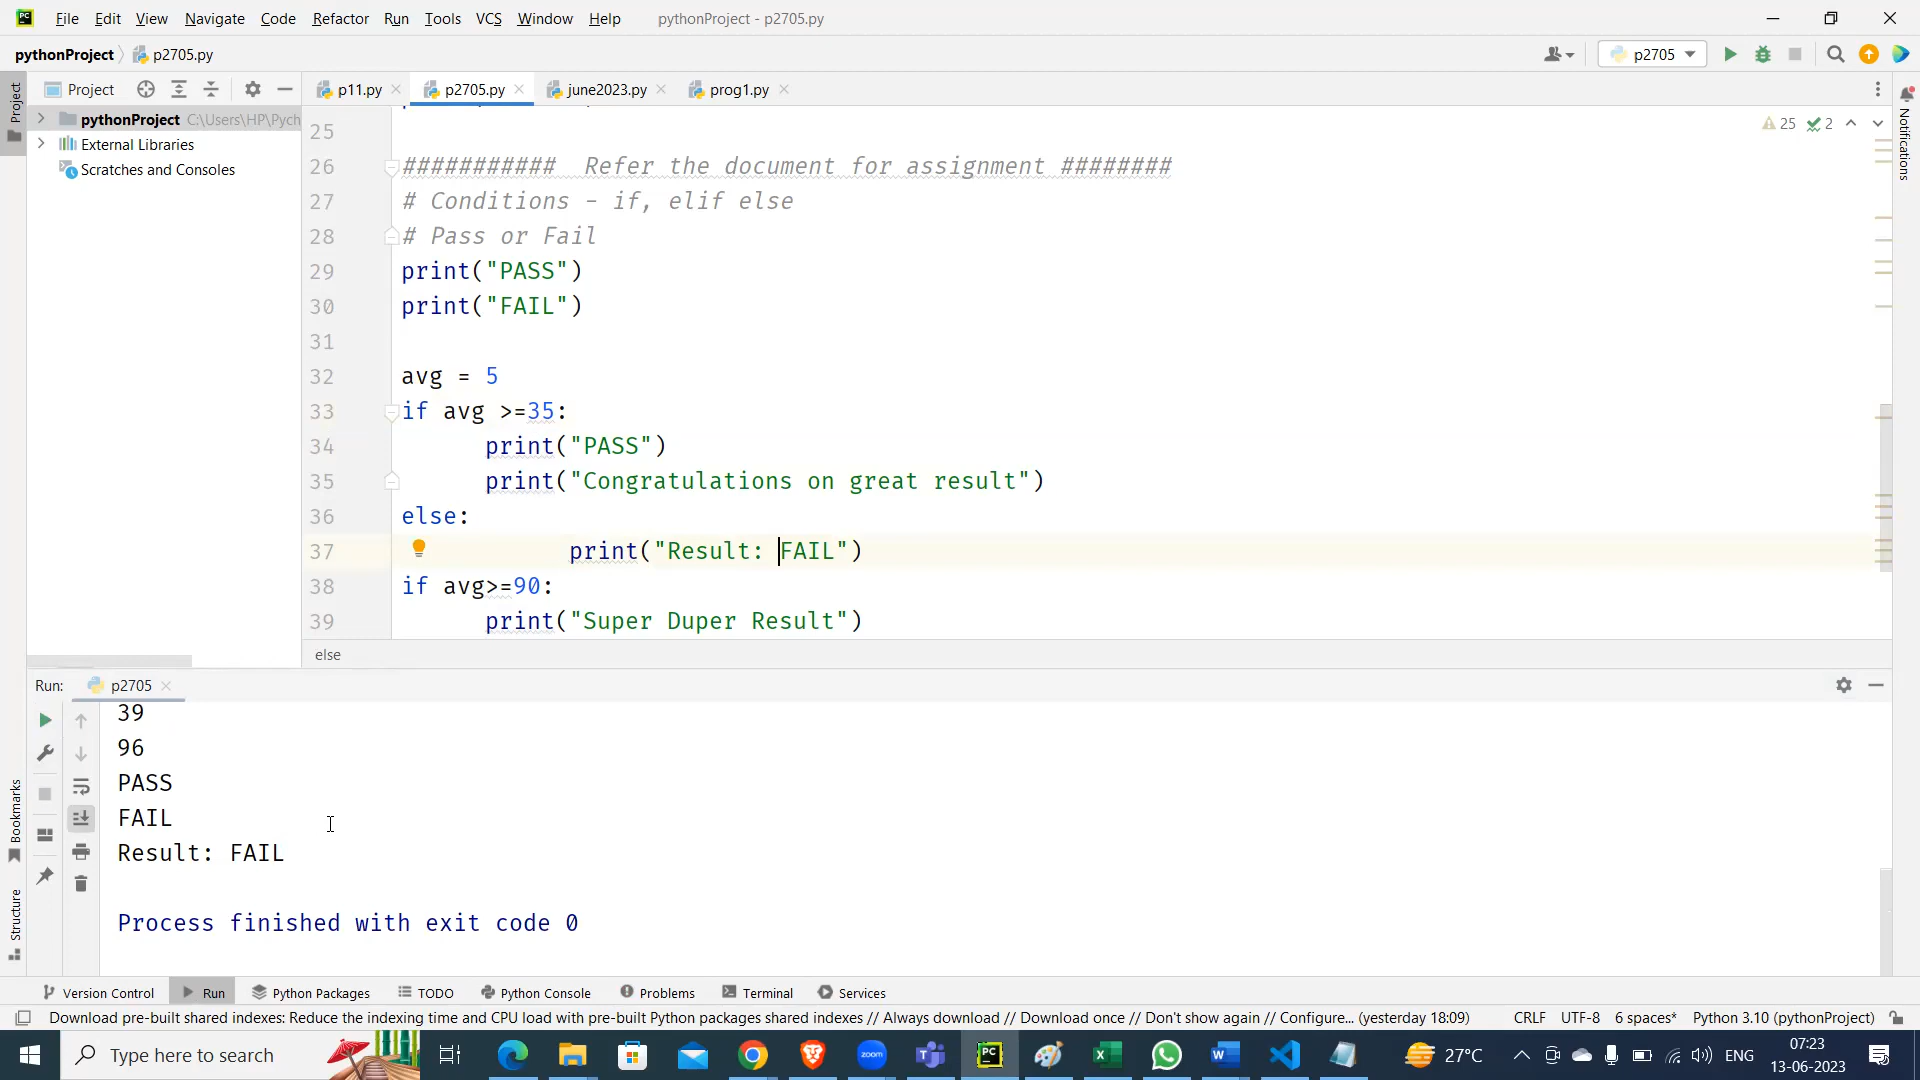 PC File Edit View Navigate Code Refactor Run Tools VCS Window Help pythonProject - p2705.py
pythonProject p2705.py p2705
Project p11.py p2705.py june2023.py prog1.py
pythonProject C:\Users\HP\Pych
External Libraries
Scratches and Consoles
Project
Notifications
25 2
25
26 ########### Refer the document for assignment ########
27 # Conditions - if, elif else
28 # Pass or Fail
29 print("PASS")
30 print("FAIL")
31
32 avg = 5
33 if avg >=35:
34 print("PASS")
35 print("Congratulations on great result")
36 else:
37 print("Result: FAIL")
38 if avg>=90:
39 print("Super Duper Result")
else
Run: p2705
39
96
PASS
FAIL
Result: FAIL
Process finished with exit code 0
Bookmarks
Structure
Version Control Run Python Packages TODO Python Console Problems Terminal Services
Download pre-built shared indexes: Reduce the indexing time and CPU load with pre-built Python packages shared indexes // Always download // Download once // Don't show again // Configure... (yesterday 18:09) CRLF UTF-8 6 spaces* Python 3.10 (pythonProject)
Type here to search zoom PC 27°C ENG 07:23
13-06-2023